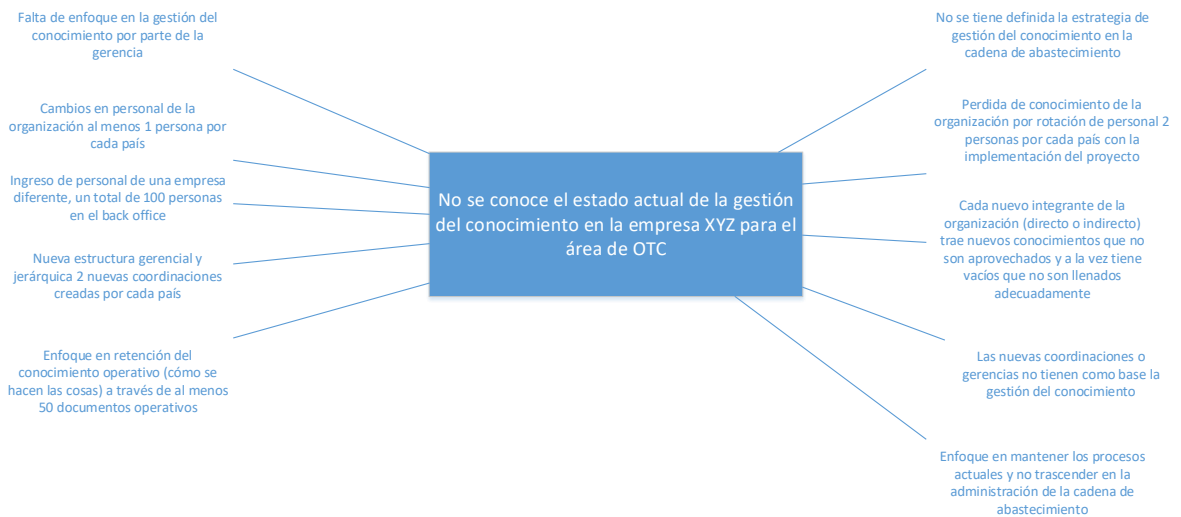 Falta de enfoque en la gestión del
conocimiento por parte de la
gerencia
Cambios en personal de la
organización al menos 1 persona por
cada país
Ingreso de personal de una empresa
diferente, un total de 100 personas
en el back office
Nueva estructura gerencial y
jerárquica 2 nuevas coordinaciones
creadas por cada país
Enfoque en retención del
conocimiento operativo (cómo se
hacen las cosas) a través de al menos
50 documentos operativos
No se conoce el estado actual de la gestión
del conocimiento en la empresa XYZ para el
área de OTC
No se tiene definida la estrategia de
gestión del conocimiento en la
cadena de abastecimiento
Perdida de conocimiento de la
organización por rotación de personal 2
personas por cada país con la
implementación del proyecto
Cada nuevo integrante de la
organización (directo o indirecto)
trae nuevos conocimientos que no
son aprovechados y a la vez tiene
vacíos que no son llenados
adecuadamente
Las nuevas coordinaciones o
gerencias no tienen como base la
gestión del conocimiento
Enfoque en mantener los procesos
actuales y no trascender en la
administración de la cadena de
abastecimiento